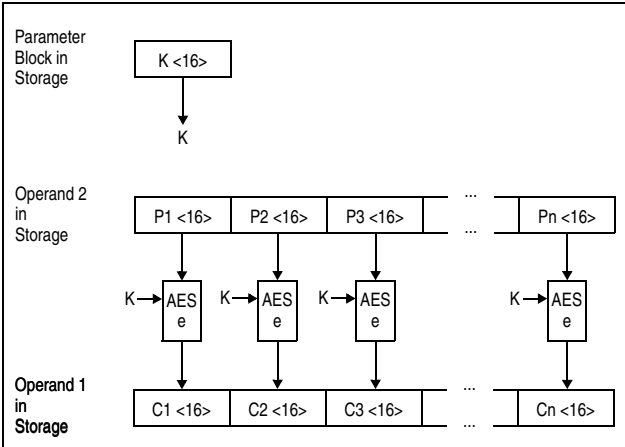 Parameter
Block in
Storage
K <16>
K
Operand 2
in
Storage
P1 <16> P2 <16> P3 <16> ... Pn <16>
...
K AES e K AES e K AES e K AES e
Operand 1
in
Storage
...
C1 <16> C2 <16> C3 <16> ... Cn <16>